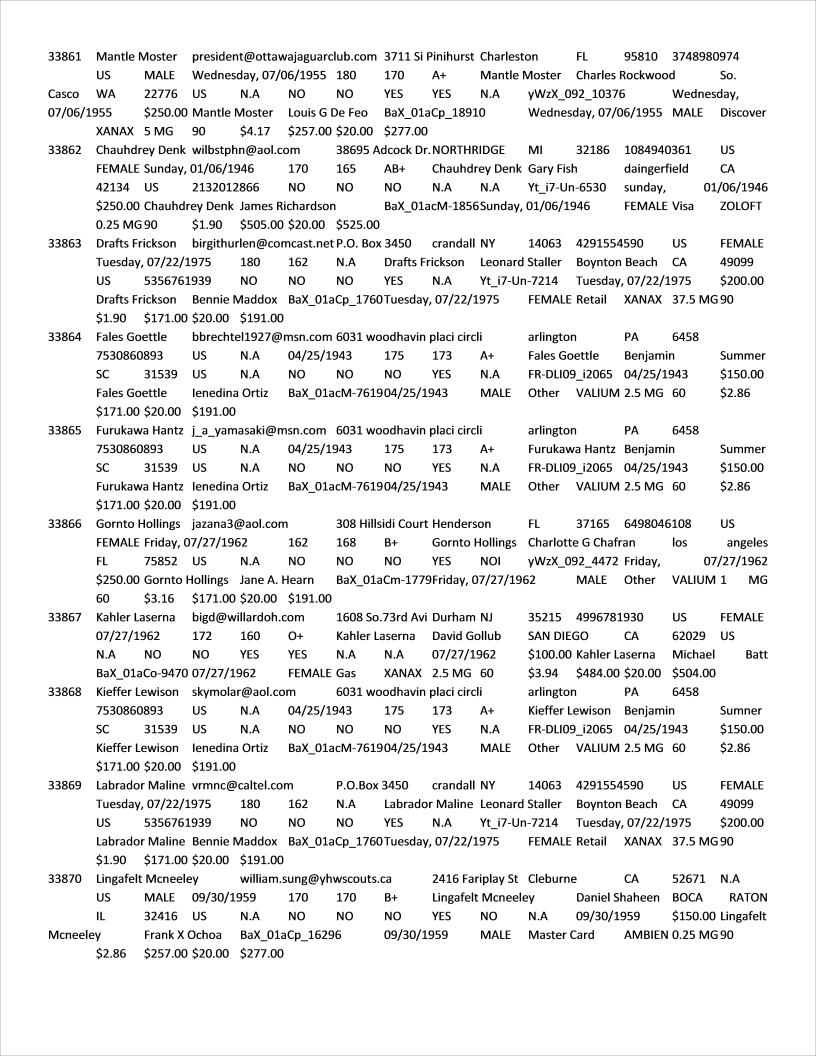 33861 Mantle Moster president@ottawajaguarclub.com 3711 Si Pinihurst Charleston FL 95810 3748980974
US MALE Wednesday, 07/06/1955 180 170 A+ Mantle Moster Charles Rockwood So.
Casco WA 22776 US N.A NO NO YES YES N.A yWzX_092_10376 Wednesday,
07/06/1955 $250.00 Mantle Moster Louis G De Feo BaX_01aCp_18910 Wednesday, 07/06/1955 MALE Discover
XANAX 5 MG 90 $4.17 $257.00 $20.00 $277.00
33862 Chauhdrey Denk wilbstphn@aol.com 38695 Adcock Dr. NORTHRIDGE MI 32186 1084940361 US
FEMALE Sunday, 01/06/1946 170 165 AB+ Chauhdrey Denk Gary Fish daingerfield CA
42134 US 2132012866 NO NO NO N.A N.A Yt_i7-Un-6530 sunday, 01/06/1946
$250.00 Chauhdrey Denk James Richardson BaX_01acM-1856 Sunday, 01/06/1946 FEMALE Visa ZOLOFT
0.25 MG 90 $1.90 $505.00 $20.00 $525.00
33863 Drafts Frickson birgithurlen@comcast.net P.O. Box 3450 crandall NY 14063 4291554590 US FEMALE
Tuesday, 07/22/1975 180 162 N.A Drafts Frickson Leonard Staller Boynton Beach CA 49099
US 5356761939 NO NO NO YES N.A Yt_i7-Un-7214 Tuesday, 07/22/1975 $200.00
Drafts Frickson Bennie Maddox BaX_01aCp_1760 Tuesday, 07/22/1975 FEMALE Retail XANAX 37.5 MG 90
$1.90 $171.00 $20.00 $191.00
33864 Fales Goettle bbrechtel1927@msn.com 6031 woodhavin placi circli arlington PA 6458
7530860893 US N.A 04/25/1943 175 173 A+ Fales Goettle Benjamin Summer
SC 31539 US N.A NO NO NO YES N.A FR-DLI09_i2065 04/25/1943 $150.00
Fales Goettle Ienedina Ortiz BaX_01acM-7619 04/25/1943 MALE Other VALIUM 2.5 MG 60 $2.86
$171.00 $20.00 $191.00
33865 Furukawa Hantz j_a_yamasaki@msn.com 6031 woodhavin placi circli arlington PA 6458
7530860893 US N.A 04/25/1943 175 173 A+ Furukawa Hantz Benjamin Summer
SC 31539 US N.A NO NO NO YES N.A FR-DLI09_i2065 04/25/1943 $150.00
Furukawa Hantz Ienedina Ortiz BaX_01acM-7619 04/25/1943 MALE Other VALIUM 2.5 MG 60 $2.86
$171.00 $20.00 $191.00
33866 Gornto Hollings jazana3@aol.com 308 Hillsidi Court Henderson FL 37165 6498046108 US
FEMALE Friday, 07/27/1962 162 168 B+ Gornto Hollings Charlotte G Chafran los angeles
FL 75852 US N.A NO NO NO YES NOI yWzX_092_4472 Friday, 07/27/1962
$250.00 Gornto Hollings Jane A. Hearn BaX_01aCm-1779 Friday, 07/27/1962 MALE Other VALIUM 1 MG
60 $3.16 $171.00 $20.00 $191.00
33867 Kahler Laserna bigd@willardoh.com 1608 So.73rd Avi Durham NJ 35215 4996781930 US FEMALE
07/27/1962 172 160 O+ Kahler Laserna David Gollub SAN DIEGO CA 62029 US
N.A NO NO YES YES N.A N.A 07/27/1962 $100.00 Kahler Laserna Michael Batt
BaX_01aCo-9470 07/27/1962 FEMALE Gas XANAX 2.5 MG 60 $3.94 $484.00 $20.00 $504.00
33868 Kieffer Lewison skymolar@aol.com 6031 woodhavin placi circli arlington PA 6458
7530860893 US N.A 04/25/1943 175 173 A+ Kieffer Lewison Benjamin Sumner
SC 31539 US N.A NO NO NO YES N.A FR-DLI09_i2065 04/25/1943 $150.00
Kieffer Lewison Ienedina Ortiz BaX_01acM-7619 04/25/1943 MALE Other VALIUM 2.5 MG 60 $2.86
$171.00 $20.00 $191.00
33869 Labrador Maline vrmnc@caltel.com P.O.Box 3450 crandall NY 14063 4291554590 US FEMALE
Tuesday, 07/22/1975 180 162 N.A Labrador Maline Leonard Staller Boynton Beach CA 49099
US 5356761939 NO NO NO YES N.A Yt_i7-Un-7214 Tuesday, 07/22/1975 $200.00
Labrador Maline Bennie Maddox BaX_01aCp_1760 Tuesday, 07/22/1975 FEMALE Retail XANAX 37.5 MG 90
$1.90 $171.00 $20.00 $191.00
33870 Lingafelt Mcneeley william.sung@yhwscouts.ca 2416 Fariplay St Cleburne CA 52671 N.A
US MALE 09/30/1959 170 170 B+ Lingafelt Mcneeley Daniel Shaheen BOCA RATON
IL 32416 US N.A NO NO NO YES NO N.A 09/30/1959 $150.00 Lingafelt
Mcneeley Frank X Ochoa BaX_01aCp_16296 09/30/1959 MALE Master Card AMBIEN 0.25 MG 90
$2.86 $257.00 $20.00 $277.00